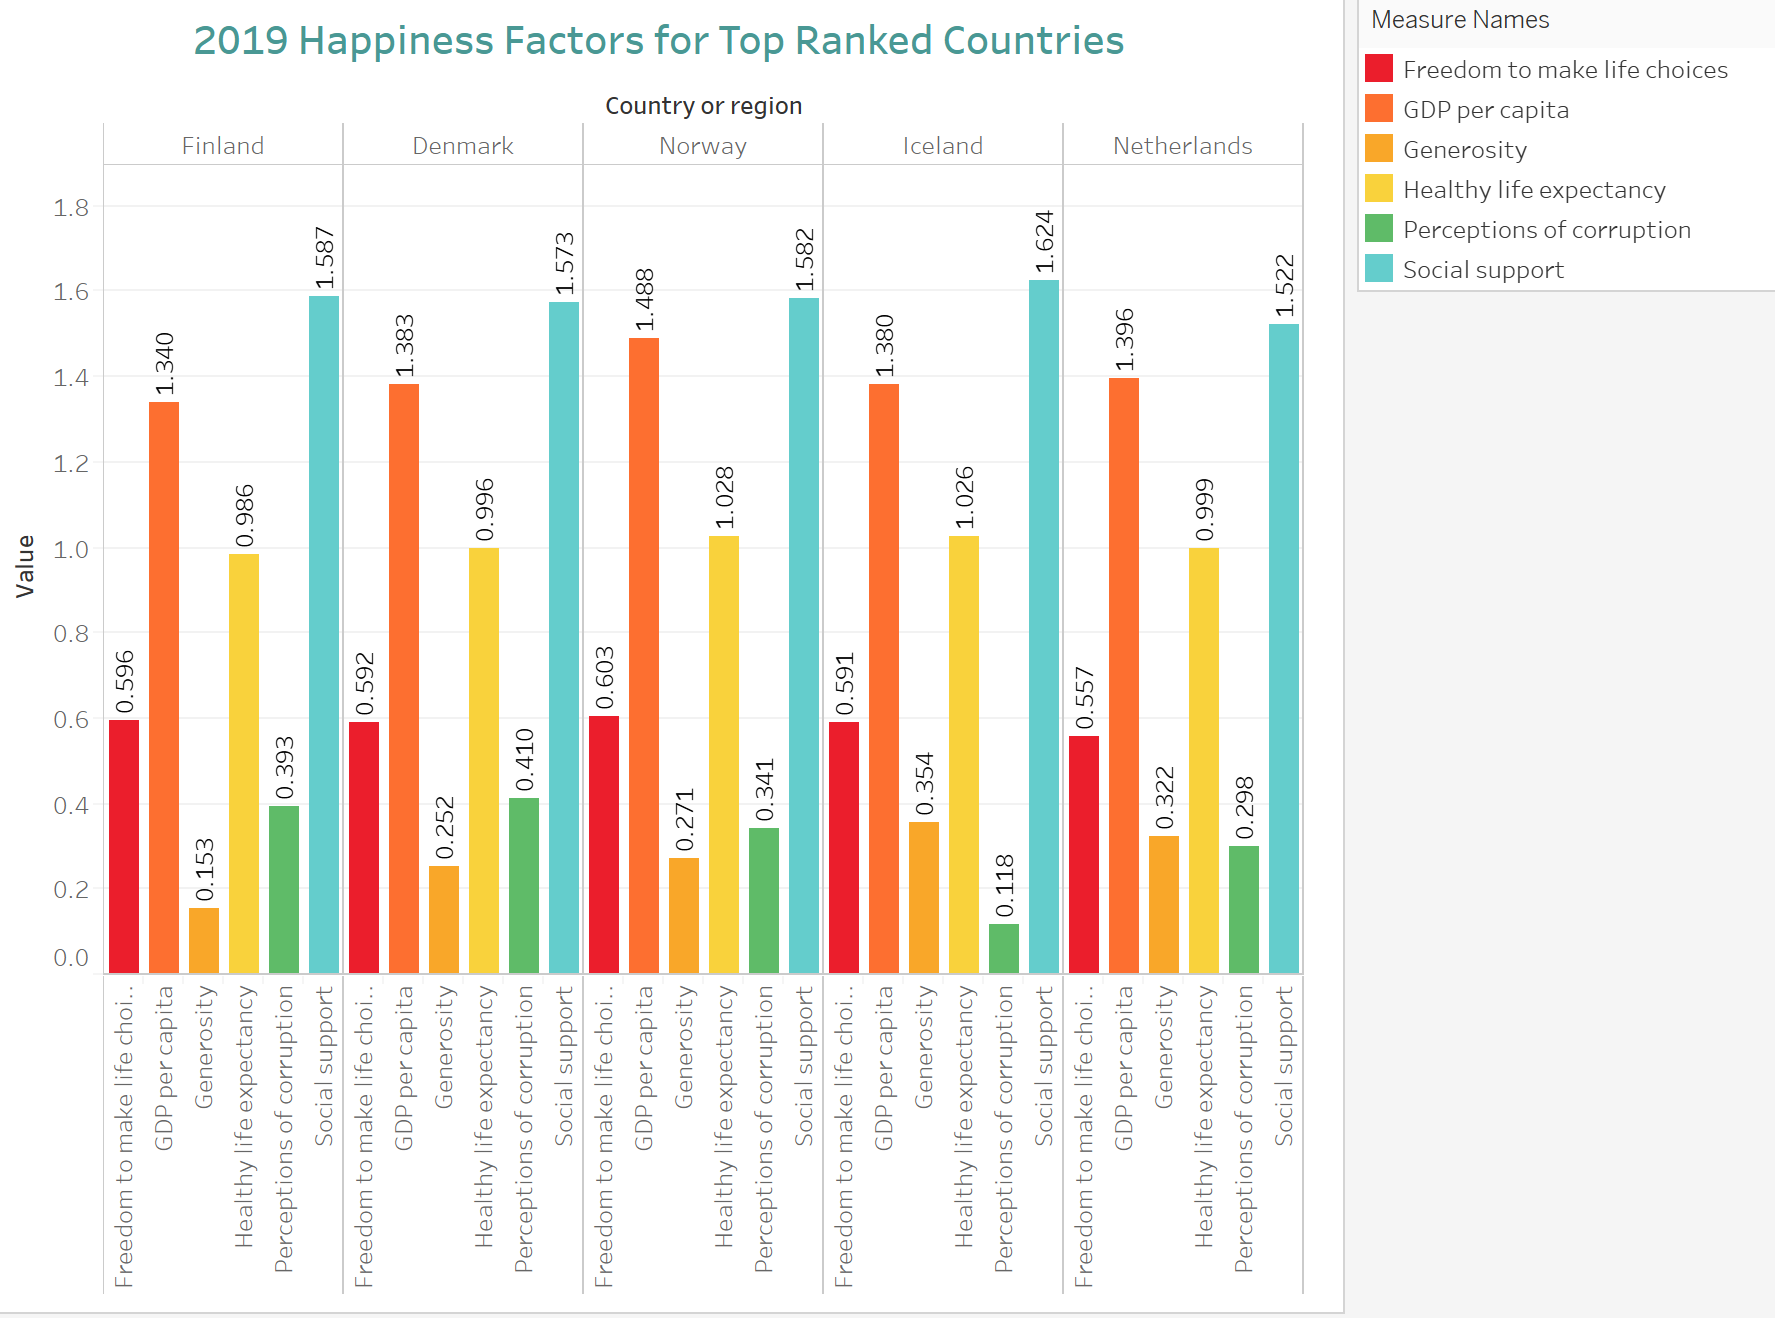 2019 Happiness Factors for Top Ranked Countries
Measure Names
Freedom to make life choices
GDP per capita
Generosity
Healthy life expectancy
Perceptions of corruption
Social support
Country or region
Finland
Denmark
Norway
Iceland
Netherlands
Value
1.8
1.6
1.4
1.2
1.0
0.8
0.6
0.4
0.2
0.0
0.596
1.340
0.153
0.986
0.393
1.587
0.592
1.383
0.252
0.996
0.410
1.573
0.603
1.488
0.271
1.028
0.341
1.582
0.591
1.380
0.354
1.026
0.118
1.624
0.557
1.396
0.322
0.999
0.298
1.522
Freedom to make life choi..
GDP per capita
Generosity
Healthy life expectancy
Perceptions of corruption
Social support
Freedom to make life choi..
GDP per capita
Generosity
Healthy life expectancy
Perceptions of corruption
Social support
Freedom to make life choi..
GDP per capita
Generosity
Healthy life expectancy
Perceptions of corruption
Social support
Freedom to make life choi..
GDP per capita
Generosity
Healthy life expectancy
Perceptions of corruption
Social support
Freedom to make life choi..
GDP per capita
Generosity
Healthy life expectancy
Perceptions of corruption
Social support